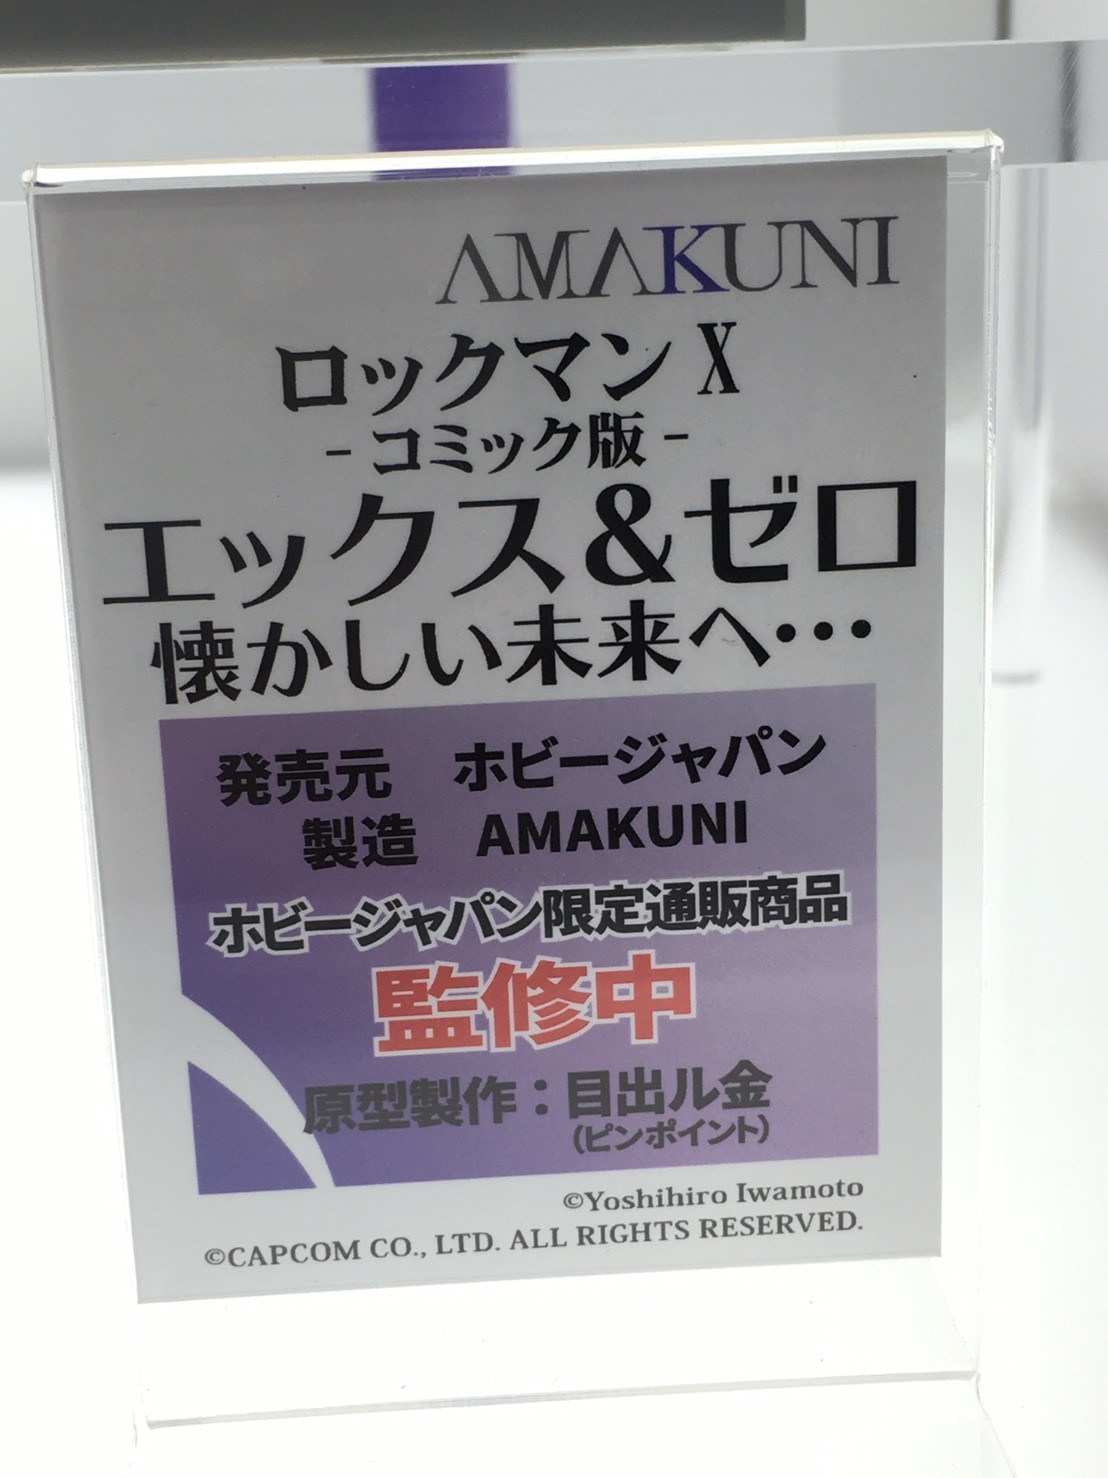 AMAKUNI
ロックマン X
- コミック版 -
エックス&ゼロ
懐かしい未来へ・・・
発売元　ホビージャパン
製造　AMAKUNI
ホビージャパン限定通販商品
監修中
原型製作：目出ル金
(ピンポイント)
©Yoshihiro Iwamoto
©CAPCOM CO., LTD. ALL RIGHTS RESERVED.